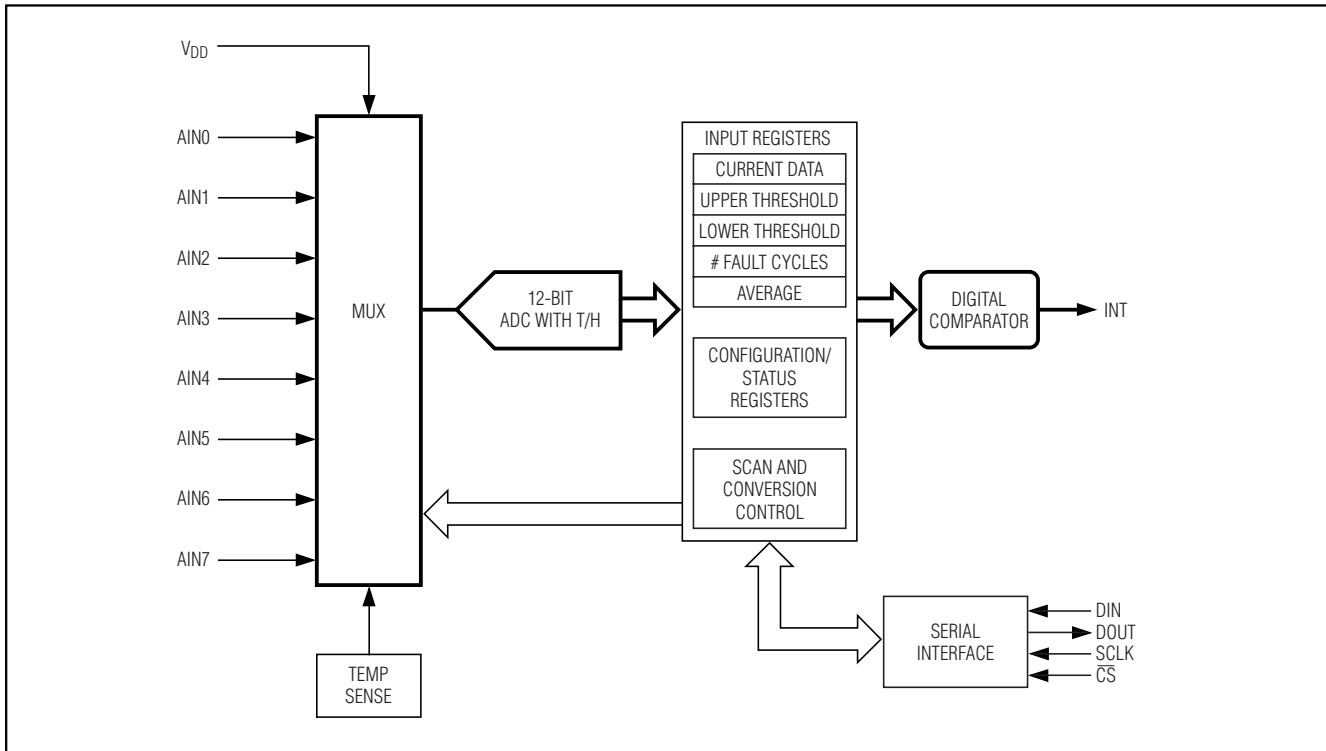 VDD
AIN0
AIN1
AIN2
AIN3
AIN4
AIN5
AIN6
AIN7
MUX
TEMP
SENSE
12-BIT
ADC WITH T/H
INPUT REGISTERS
CURRENT DATA
UPPER THRESHOLD
LOWER THRESHOLD
# FAULT CYCLES
AVERAGE
CONFIGURATION/
STATUS
REGISTERS
SCAN AND
CONVERSION
CONTROL
DIGITAL
COMPARATOR
INT
SERIAL
INTERFACE
DIN
DOUT
SCLK
C̅S̅